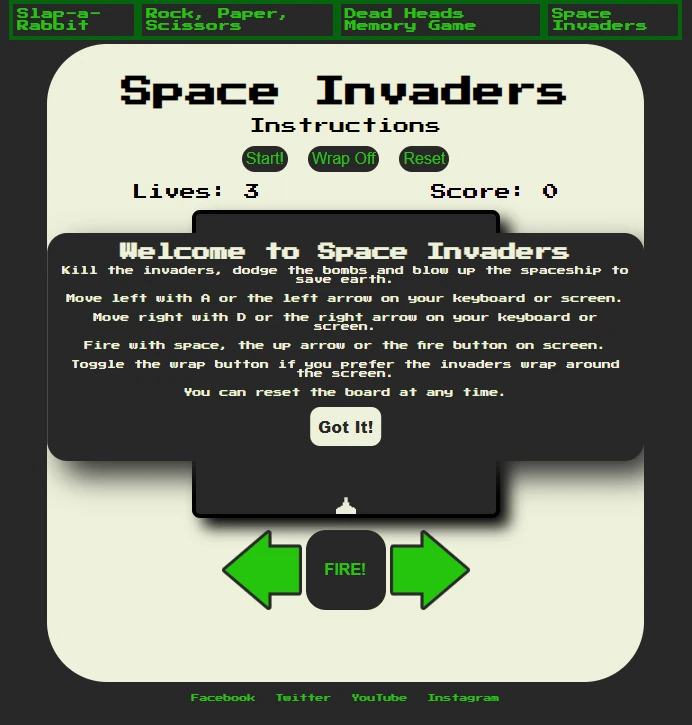 Slap-a-
Rabbit
Rock, Paper,
Scissors
Dead Heads
Memory Game
Space
Invaders
Space Invaders
Instructions
Start! Wrap Off Reset
Lives: 3 Score: 0
Welcome to Space Invaders
Kill the invaders, dodge the bombs and blow up the spaceship to
save earth.
Move left with A or the left arrow on your keyboard or screen.
Move right with D or the right arrow on your keyboard or
screen.
Fire with space, the up arrow or the fire button on screen.
Toggle the wrap button if you prefer the invaders wrap around
the screen.
You can reset the board at any time.
Got It!
FIRE!
Facebook Twitter YouTube Instagram